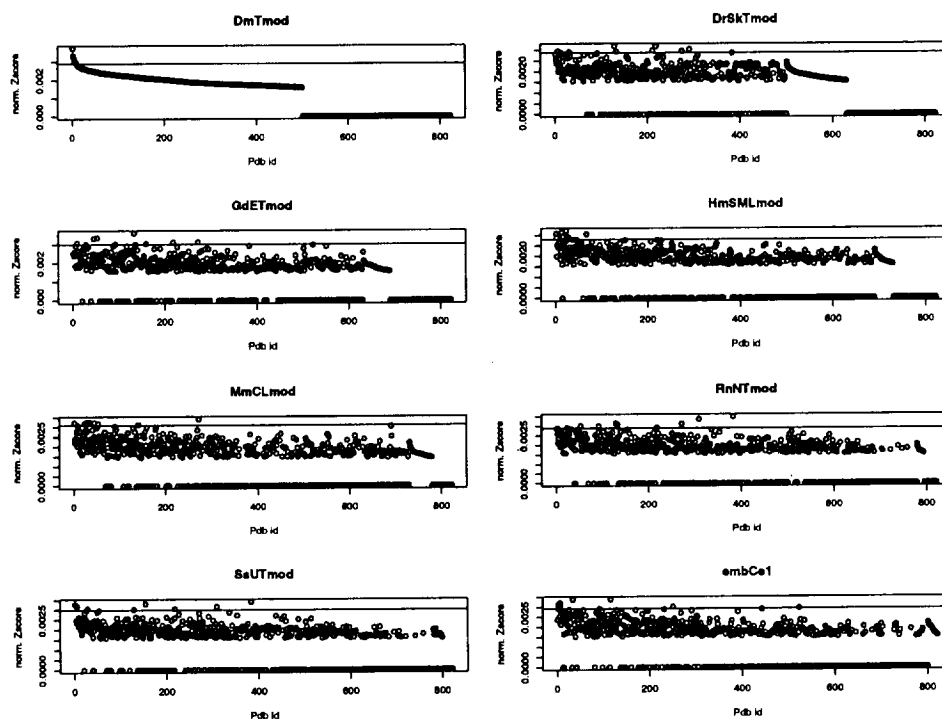 DmTmod
norm. Zscore
0.002
0.000
0 200 400 600 800
Pdb id
DrSkTmod
norm. Zscore
0.0020
0.0000
0 200 400 600 800
Pdb id
GdETmod
norm. Zscore
0.002
0.000
0 200 400 600 800
Pdb id
HmSMLmod
norm. Zscore
0.0020
0.0000
0 200 400 600 800
Pdb id
MmCLmod
norm. Zscore
0.0025
0.0000
0 200 400 600 800
Pdb id
RnNTmod
norm. Zscore
0.0025
0.0000
0 200 400 600 800
Pdb id
SsUTmod
norm. Zscore
0.0025
0.0000
0 200 400 600 800
Pdb id
embCe1
norm. Zscore
0.0025
0.0000
0 200 400 600 800
Pdb id